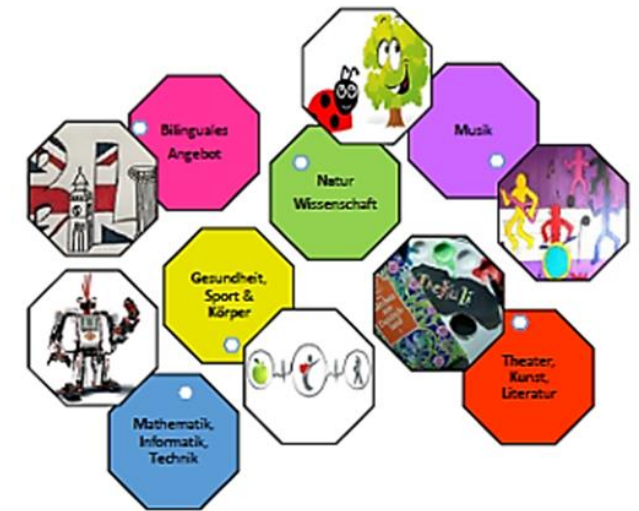 Bilinguales
Angebot
Natur
Wissenschaft
Musik
Gesundheit,
Sport &
Körper
Theater,
Kunst,
Literatur
Mathematik,
Informatik,
Technik